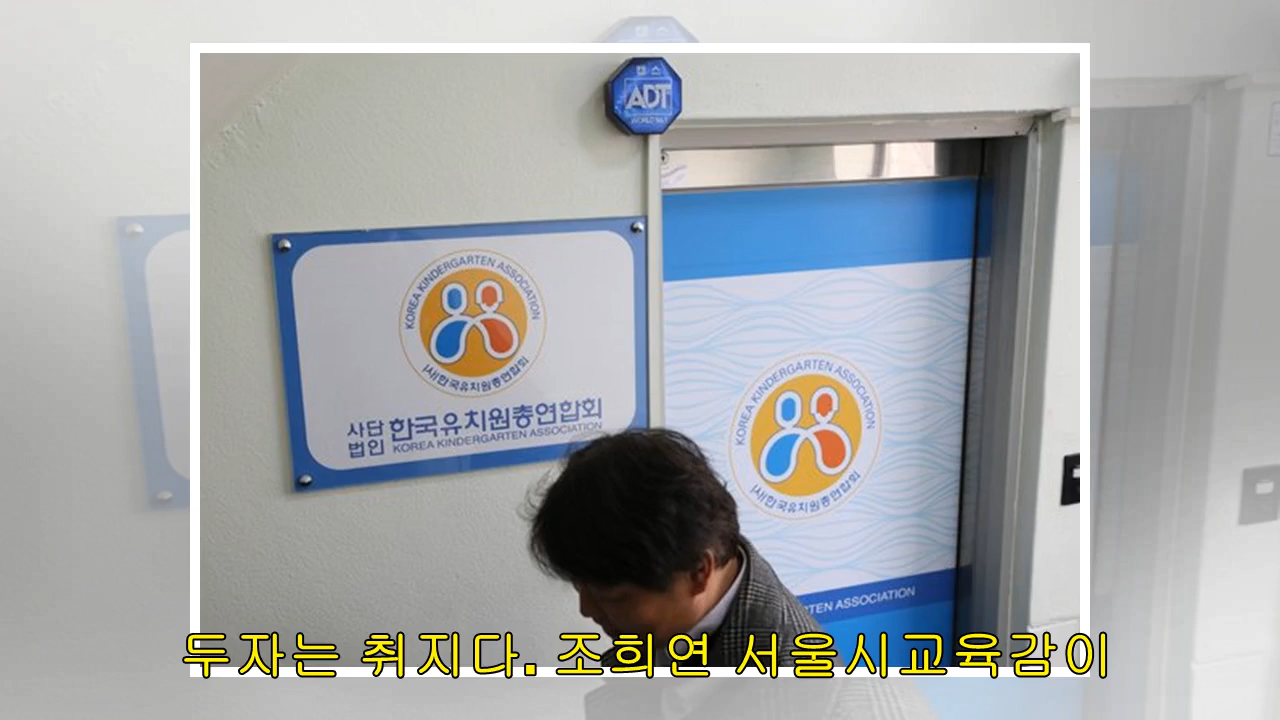 캡스
ADT
KOREA KINDERGARTEN ASSOCIATION
(사)한국유치원총연합회
사단
법인
한국유치원총연합회
KOREA KINDERGARTEN ASSOCIATION
KOREA KINDERGARTEN ASSOCIATION
(사)한국유치원총연합회
ASSOCIATION
두자는 취지다. 조희연 서울시교육감이